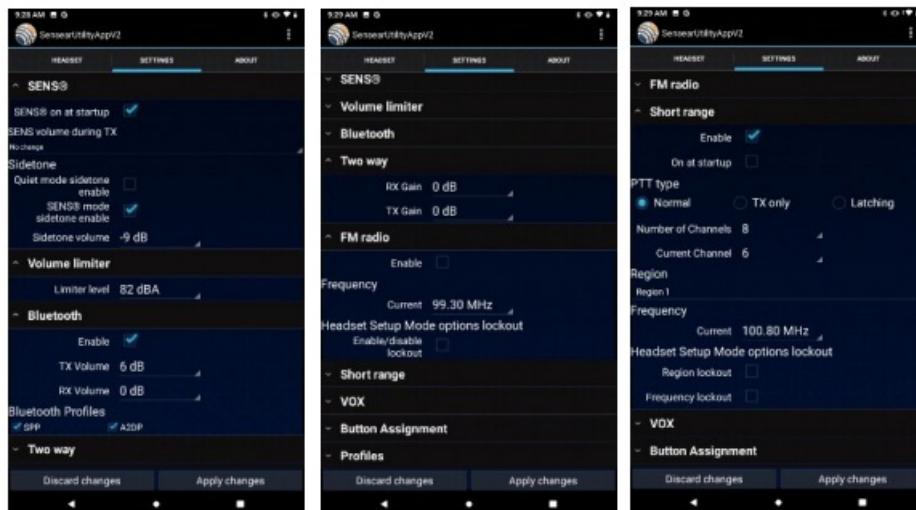 9:28 AM
SensearUtilityAppV2
HEADSET SETTINGS ABOUT
SENS®
SENS® on at startup
SENS volume during TX
No change
Sidetone
Quiet mode sidetone
enable
SENS® mode
sidetone enable
Sidetone volume -9 dB
Volume limiter
Limiter level 82 dBA
Bluetooth
Enable
TX Volume 6 dB
RX Volume 0 dB
Bluetooth Profiles
SPP A2DP
Two way
Discard changes Apply changes
9:29 AM
SensearUtilityAppV2
HEADSET SETTINGS ABOUT
SENS®
Volume limiter
Bluetooth
Two way
RX Gain 0 dB
TX Gain 0 dB
FM radio
Enable
Frequency
Current 99.30 MHz
Headset Setup Mode options lockout
Enable/disable
lockout
Short range
VOX
Button Assignment
Profiles
Discard changes Apply changes
9:29 AM
SensearUtilityAppV2
HEADSET SETTINGS ABOUT
FM radio
Short range
Enable
On at startup
PTT type
Normal TX only Latching
Number of Channels 8
Current Channel 6
Region
Region 1
Frequency
Current 100.80 MHz
Headset Setup Mode options lockout
Region lockout
Frequency lockout
VOX
Button Assignment
Discard changes Apply changes